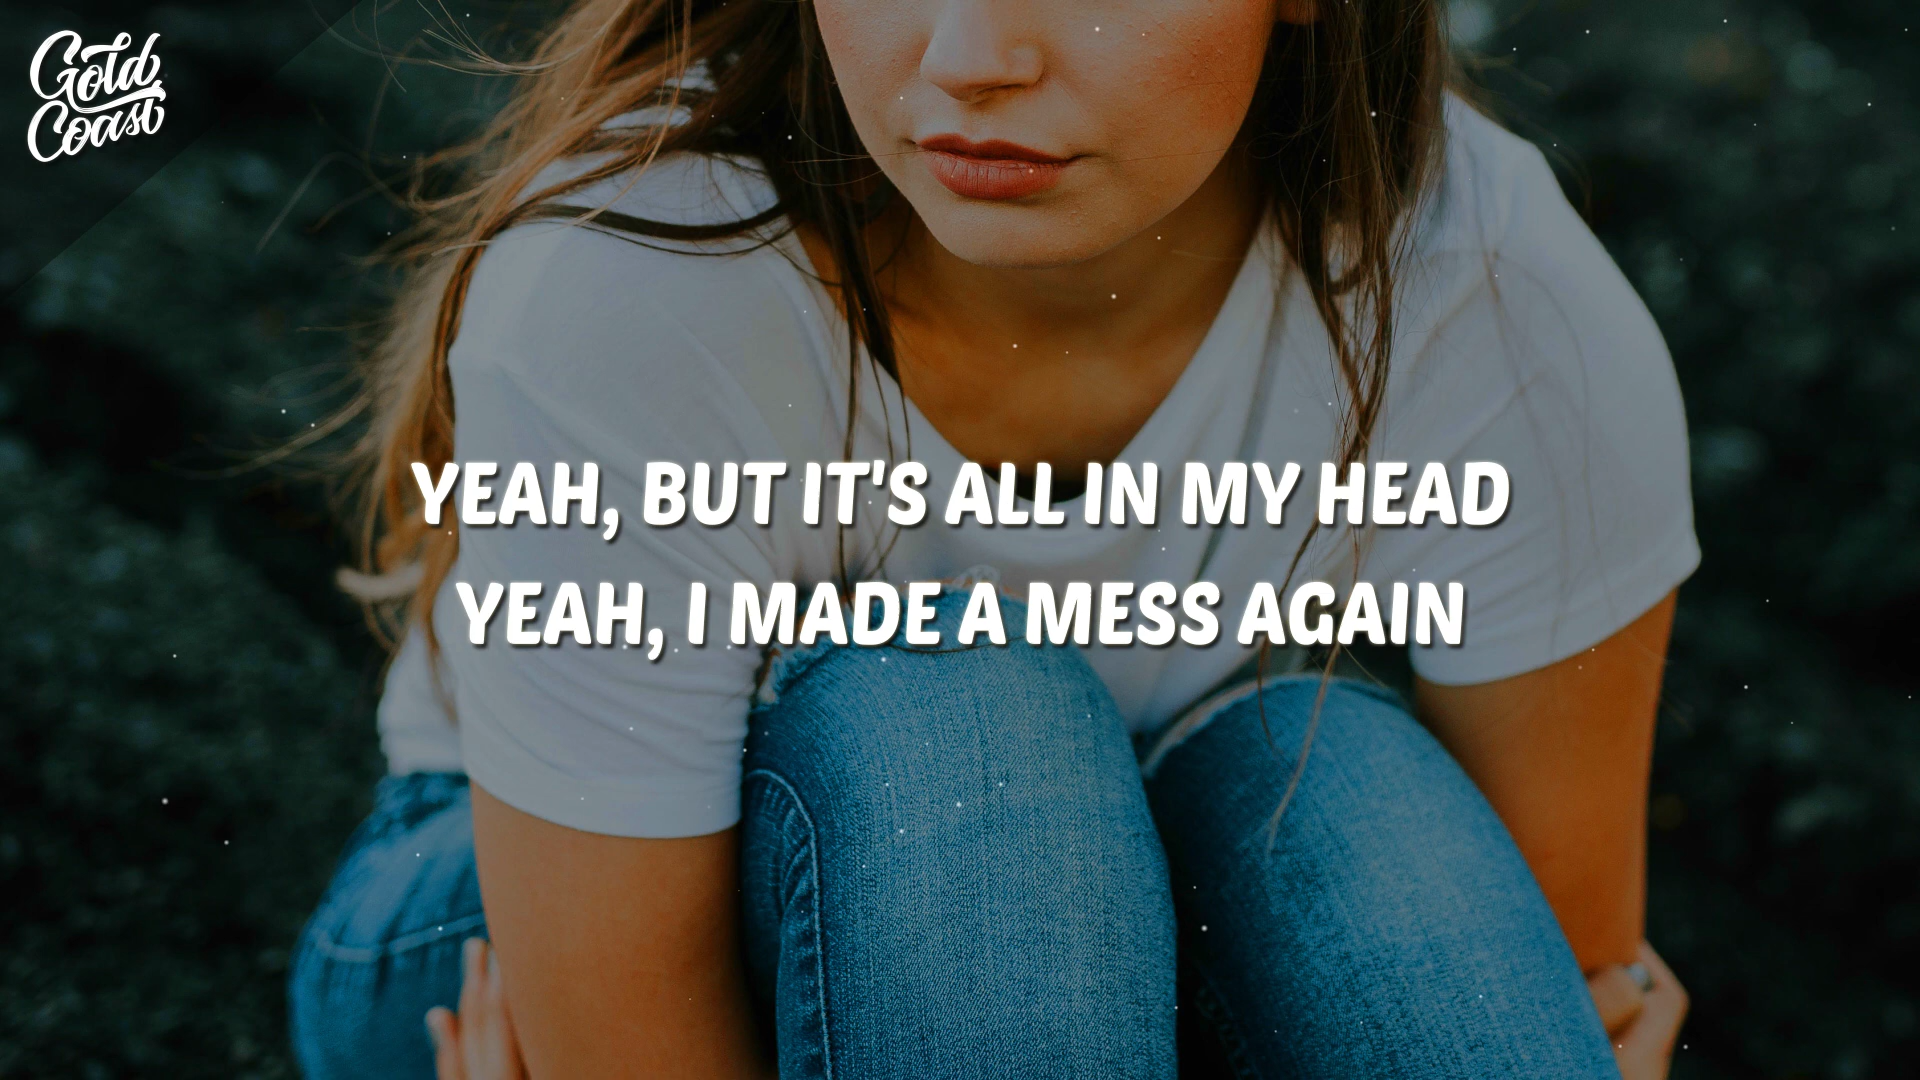 Gold
Coast
YEAH, BUT IT'S ALL IN MY HEAD
YEAH, I MADE A MESS AGAIN